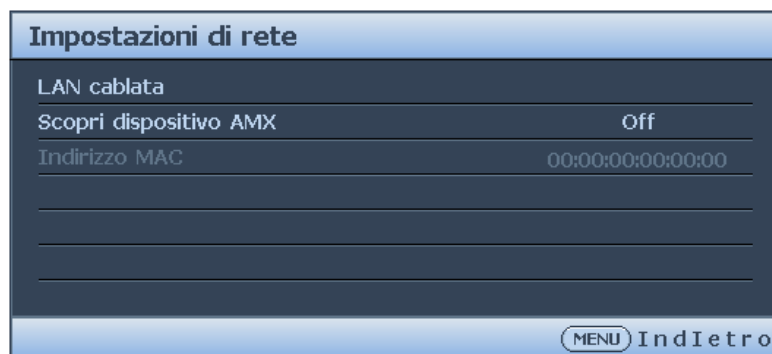 Impostazioni di rete
LAN cablata
Scopri dispositivo AMX Off
Indirizzo MAC 00:00:00:00:00:00
MENU IndIetro